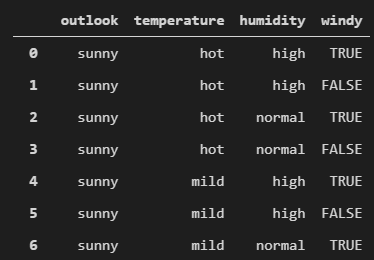 outlook temperature humidity windy
0 sunny hot high TRUE
1 sunny hot high FALSE
2 sunny hot normal TRUE
3 sunny hot normal FALSE
4 sunny mild high TRUE
5 sunny mild high FALSE
6 sunny mild normal TRUE